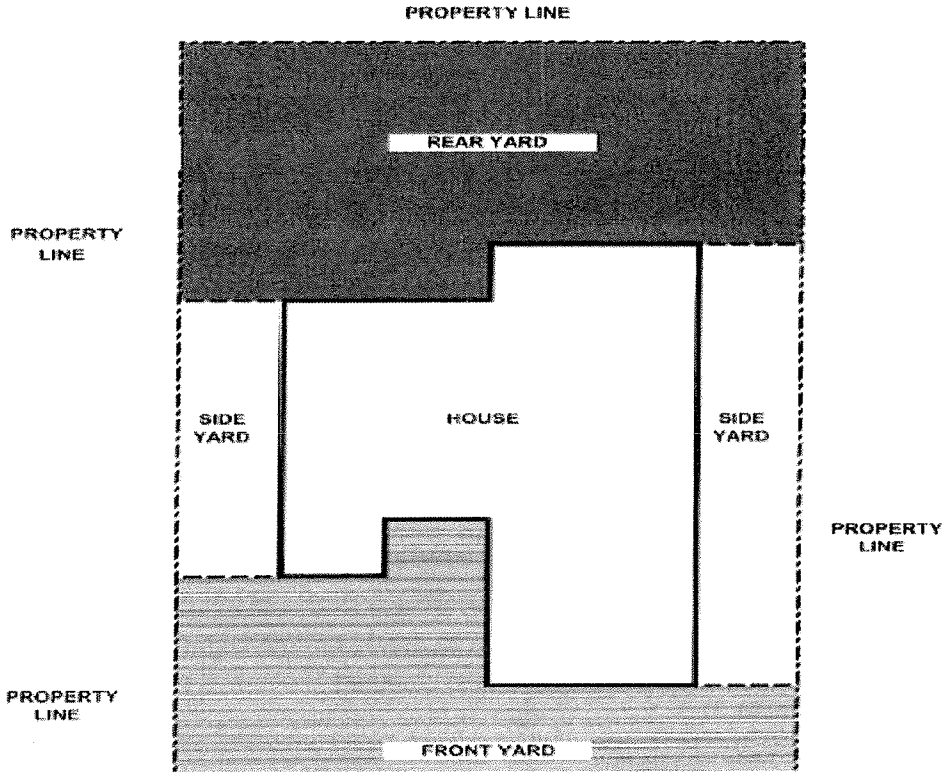 PROPERTY LINE
REAR YARD
PROPERTY
LINE
SIDE
YARD
HOUSE
SIDE
YARD
PROPERTY
LINE
PROPERTY
LINE
FRONT YARD